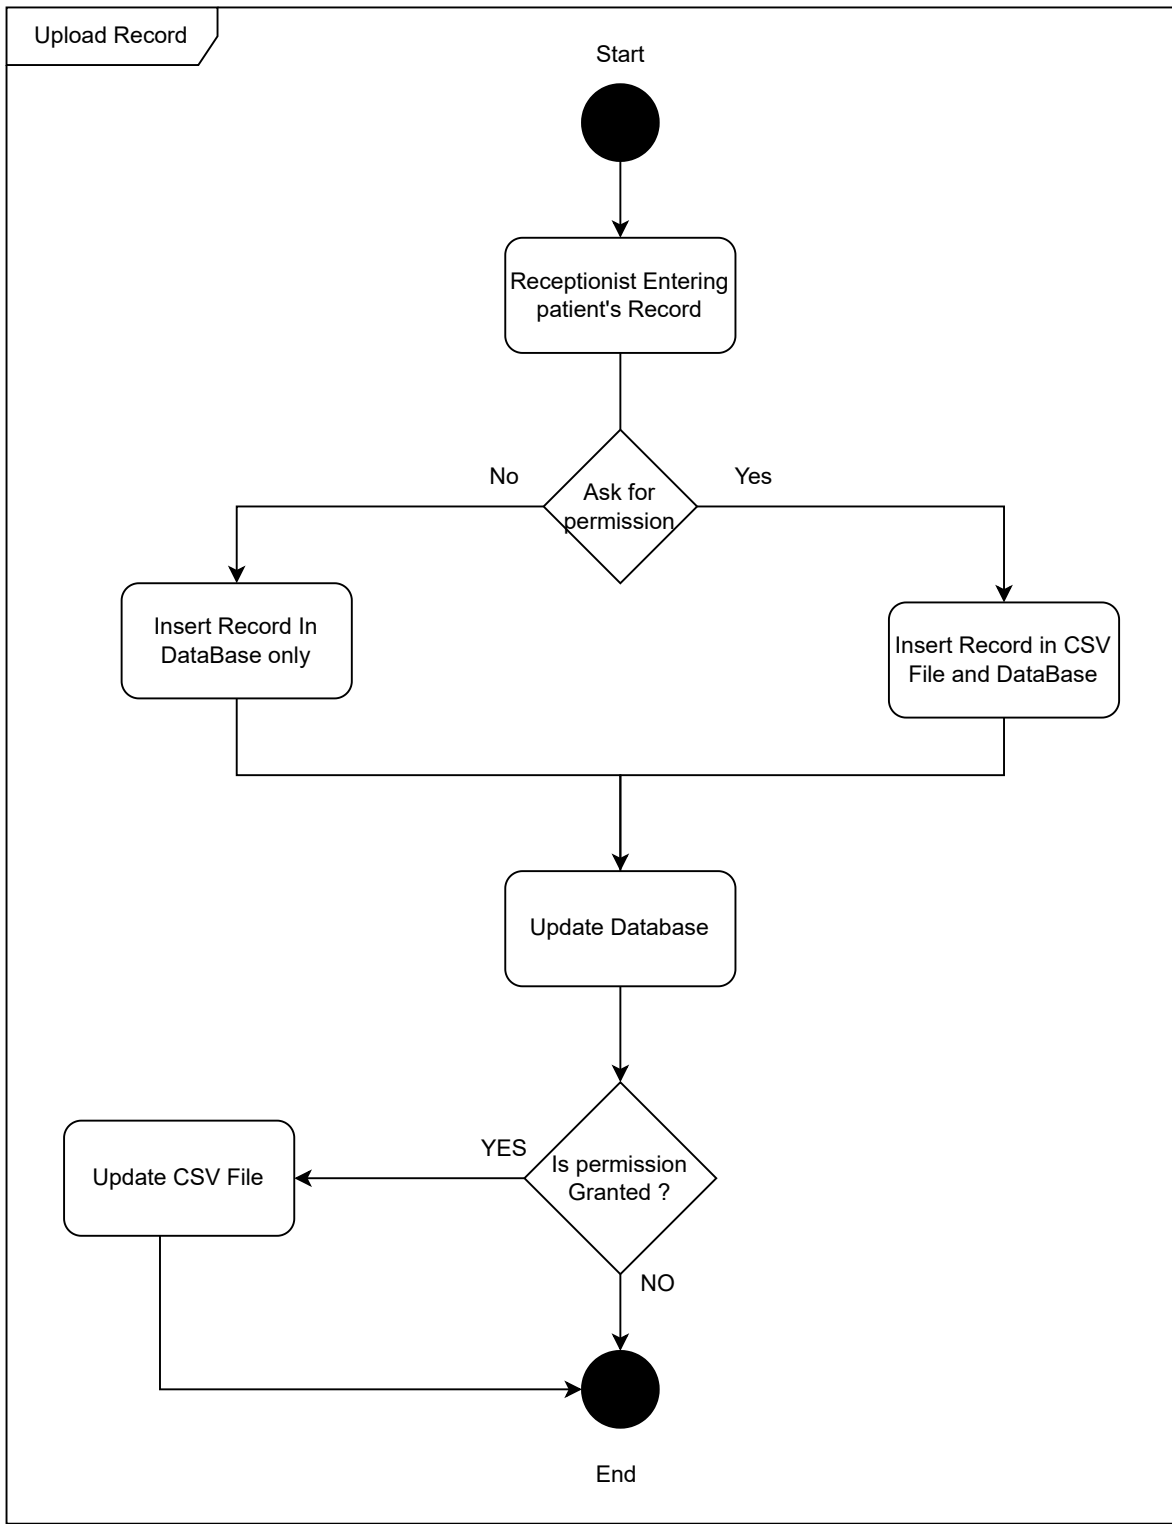 Upload Record
Start
Receptionist Entering
patient's Record
No
Yes
Ask for
permission
Insert Record In
DataBase only
Insert Record in CSV
File and DataBase
Update Database
YES
Is permission
Granted ?
Update CSV File
NO
End